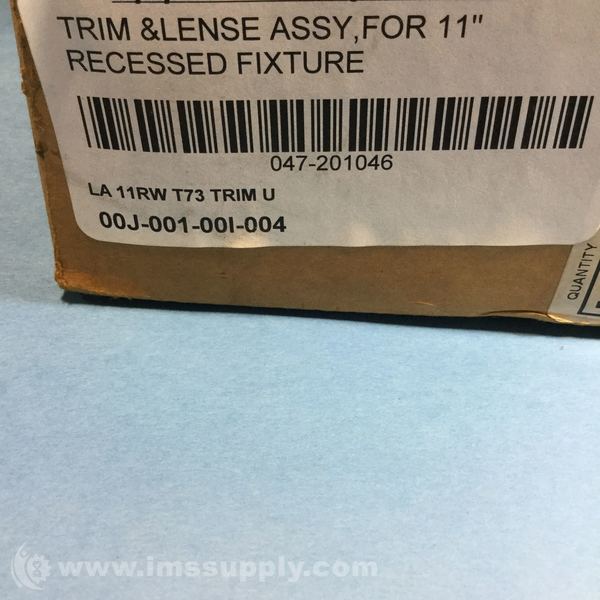 TRIM &LENSE ASSY,FOR 11"
RECESSED FIXTURE
047-201046
LA 11RW T73 TRIM U
00J-001-00I-004
QUANTITY
www.imssupply.com